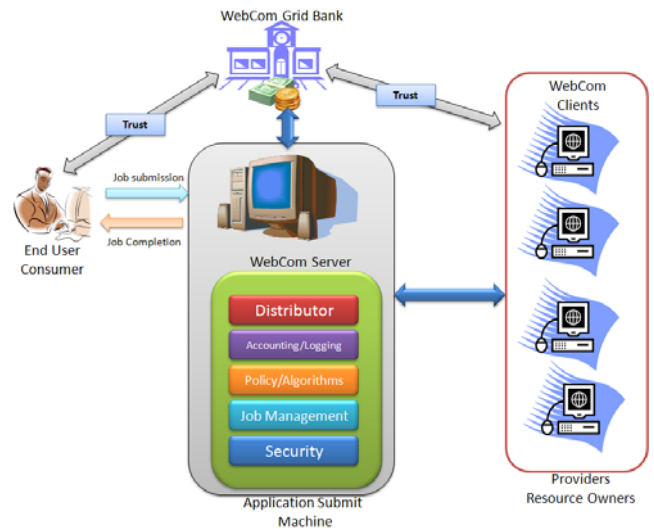 WebCom Grid Bank
Trust
Trust
WebCom
Clients
Job submission
Job Completion
End User
Consumer
WebCom Server
Distributor
Accounting/Logging
Policy/Algorithms
Job Management
Security
Application Submit
Machine
Providers
Resource Owners